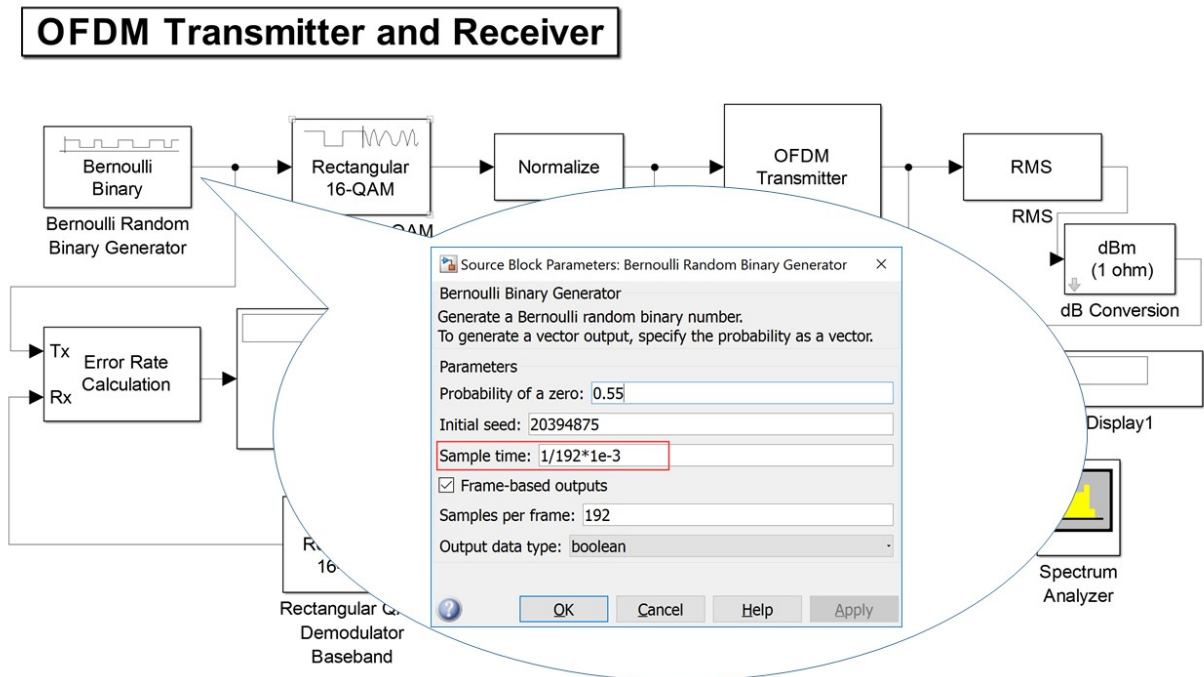 OFDM Transmitter and Receiver
Bernoulli
Binary
Bernoulli Random
Binary Generator
Rectangular
16-QAM
Normalize
OFDM
Transmitter
RMS
RMS
dBm
(1 ohm)
dB Conversion
Tx
Rx
Error Rate
Calculation
Source Block Parameters: Bernoulli Random Binary Generator
Bernoulli Binary Generator
Generate a Bernoulli random binary number.
To generate a vector output, specify the probability as a vector.
Parameters
Probability of a zero: 0.55
Initial seed: 20394875
Sample time: 1/192*1e-3
Frame-based outputs
Samples per frame: 192
Output data type: boolean
OK Cancel Help Apply
Display1
Spectrum
Analyzer
16-
Rectangular
Demodulator
Baseband